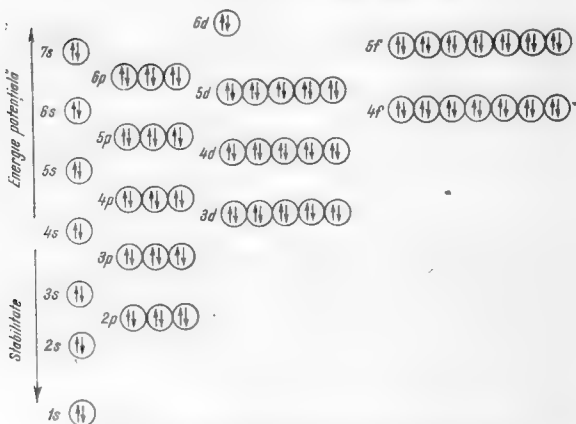 6d
7s
5f
6p
5d
6s
4f
5p
4d
5s
4p
3d
4s
3p
3s
2p
2s
1s
Energie potențială
Stabilitate